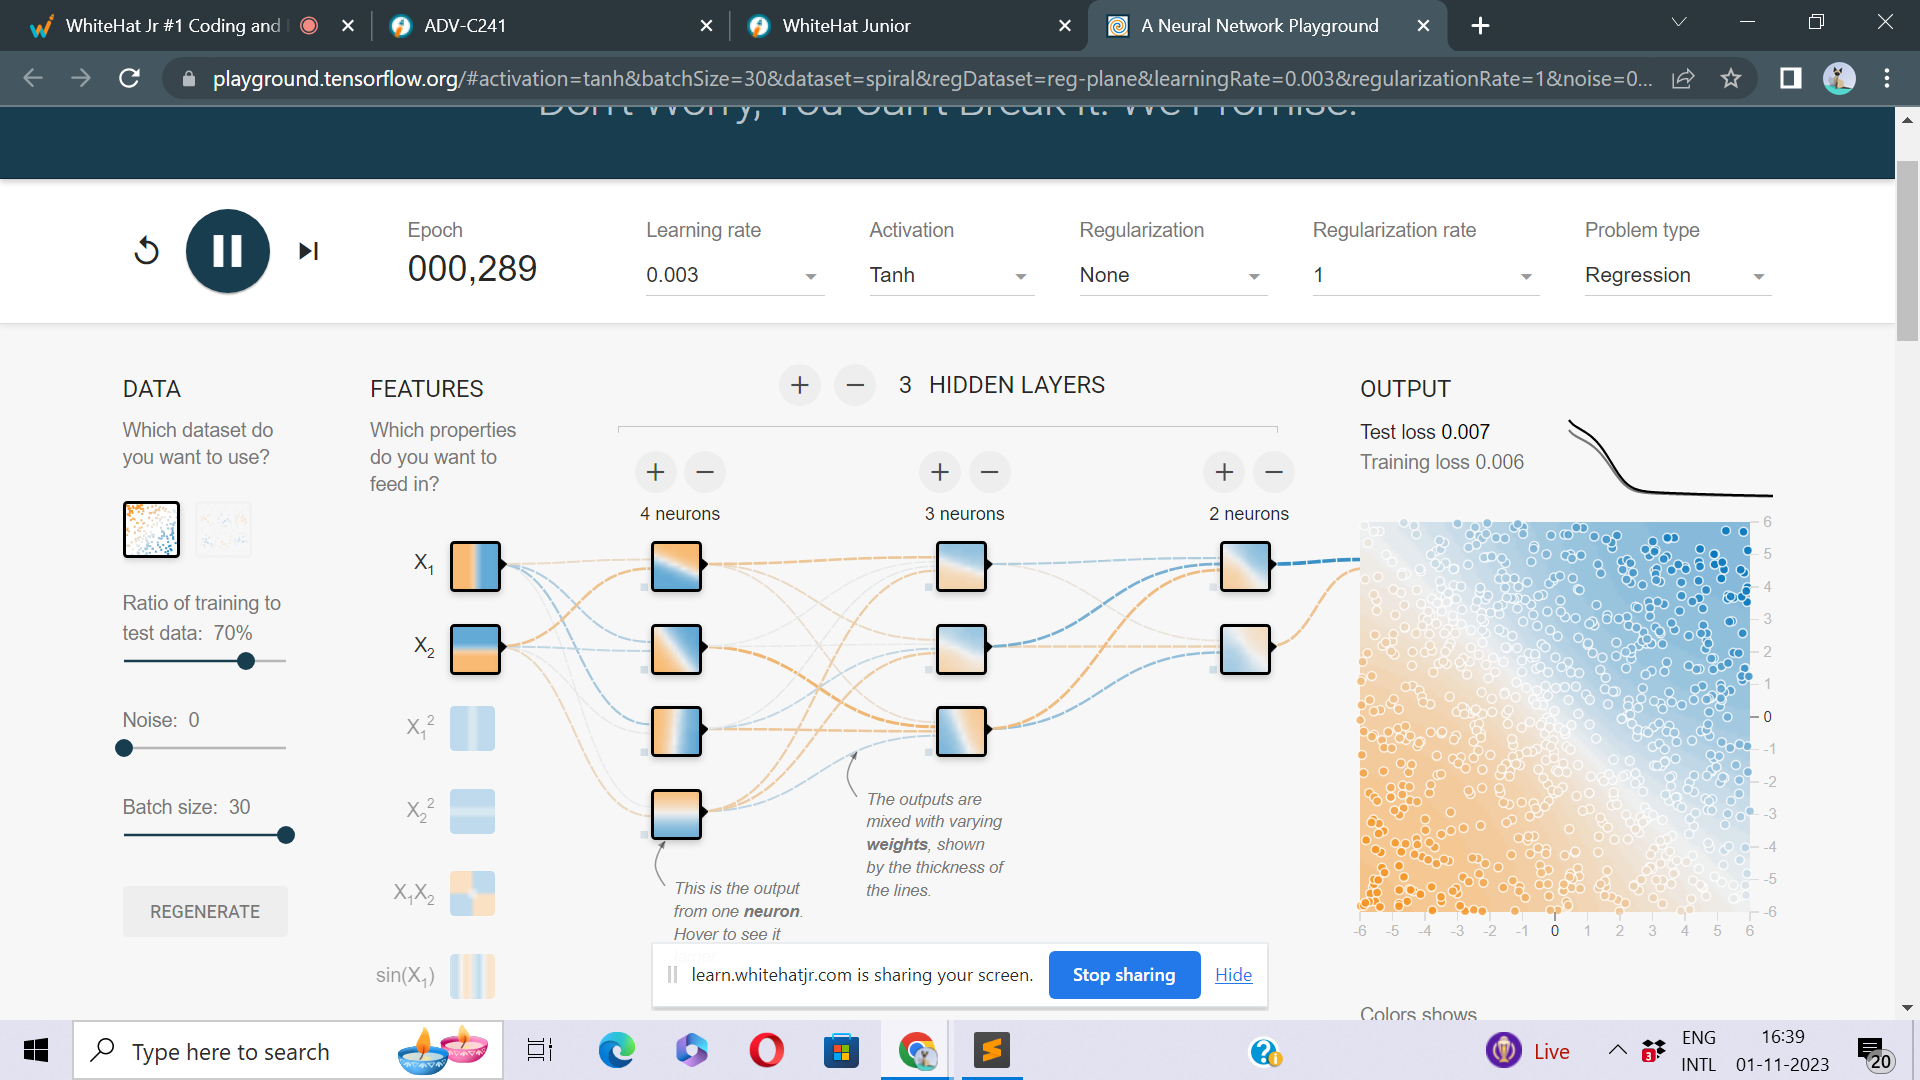 WhiteHat Jr #1 Coding and
ADV-C241
WhiteHat Junior
A Neural Network Playground
playground.tensorflow.org/#activation=tanh&batchSize=30&dataset=spiral&regDataset=reg-plane&learningRate=0.003&regularizationRate=1&noise=0...
Don't Worry, You Can't Break It. We Promise.
Epoch
000,289
Learning rate
0.003
Activation
Tanh
Regularization
None
Regularization rate
1
Problem type
Regression
DATA
Which dataset do
you want to use?
Ratio of training to
test data: 70%
Noise: 0
Batch size: 30
REGENERATE
FEATURES
Which properties
do you want to
feed in?
X1
X2
X1²
X2²
X1X2
sin(X1)
+ − 3 HIDDEN LAYERS
+ −
4 neurons
+ −
3 neurons
+ −
2 neurons
The outputs are
mixed with varying
weights, shown
by the thickness of
the lines.
This is the output
from one neuron.
Hover to see it
OUTPUT
Test loss 0.007
Training loss 0.006
6
5
4
3
2
1
0
-1
-2
-3
-4
-5
-6
-6 -5 -4 -3 -2 -1 0 1 2 3 4 5 6
Colors shows
learn.whitehatjr.com is sharing your screen.
Stop sharing
Hide
Type here to search
Live
3
ENG
INTL
16:39
01-11-2023
20